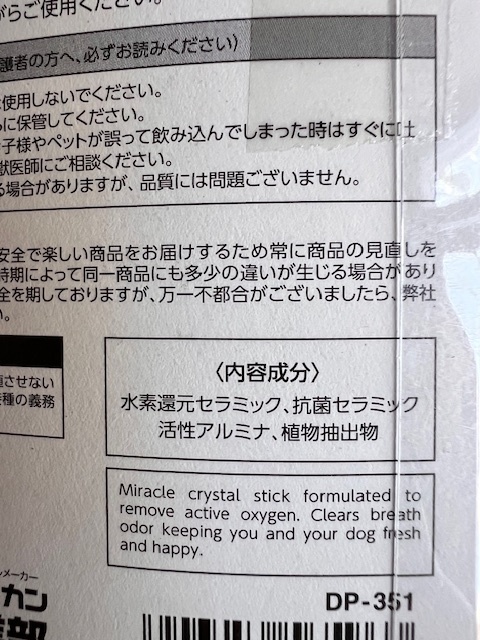 がらご使用ください。
護者の方へ、必ずお読みください〉
使用しないでください。
に保管してください。
子様やペットが誤って飲み込んでしまった時はすぐに吐
獣医師にご相談ください。
る場合がありますが、品質には問題ございません。
安全で楽しい商品をお届けするため常に商品の見直しを
時期によって同一商品にも多少の違いが生じる場合があり
全を期しておりますが、万一不都合がございましたら、弊社
い。
させない
種の義務
〈内容成分〉
水素還元セラミック、抗菌セラミック
活性アルミナ、植物抽出物
Miracle crystal stick formulated to
remove active oxygen. Clears breath
odor keeping you and your dog fresh
and happy.
メーカー
カン
DP-351